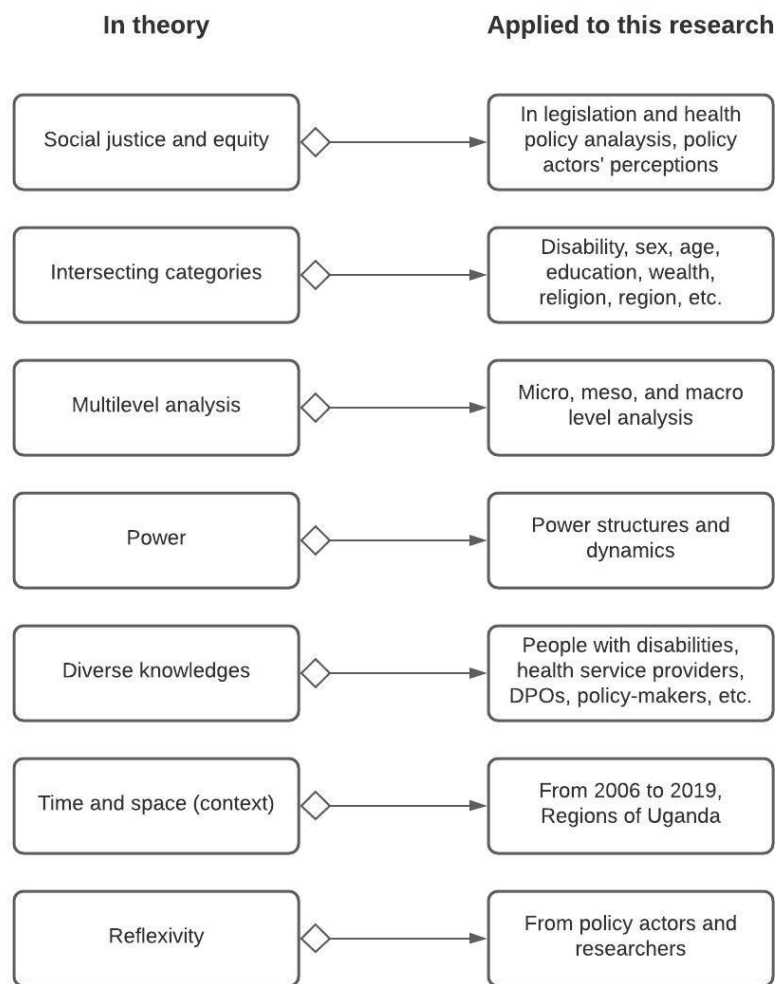 In theory
Applied to this research
Social justice and equity
In legislation and health
policy analaysis, policy
actors' perceptions
Intersecting categories
Disability, sex, age,
education, wealth,
religion, region, etc.
Multilevel analysis
Micro, meso, and macro
level analysis
Power
Power structures and
dynamics
Diverse knowledges
People with disabilities,
health service providers,
DPOs, policy-makers, etc.
Time and space (context)
From 2006 to 2019,
Regions of Uganda
Reflexivity
From policy actors and
researchers